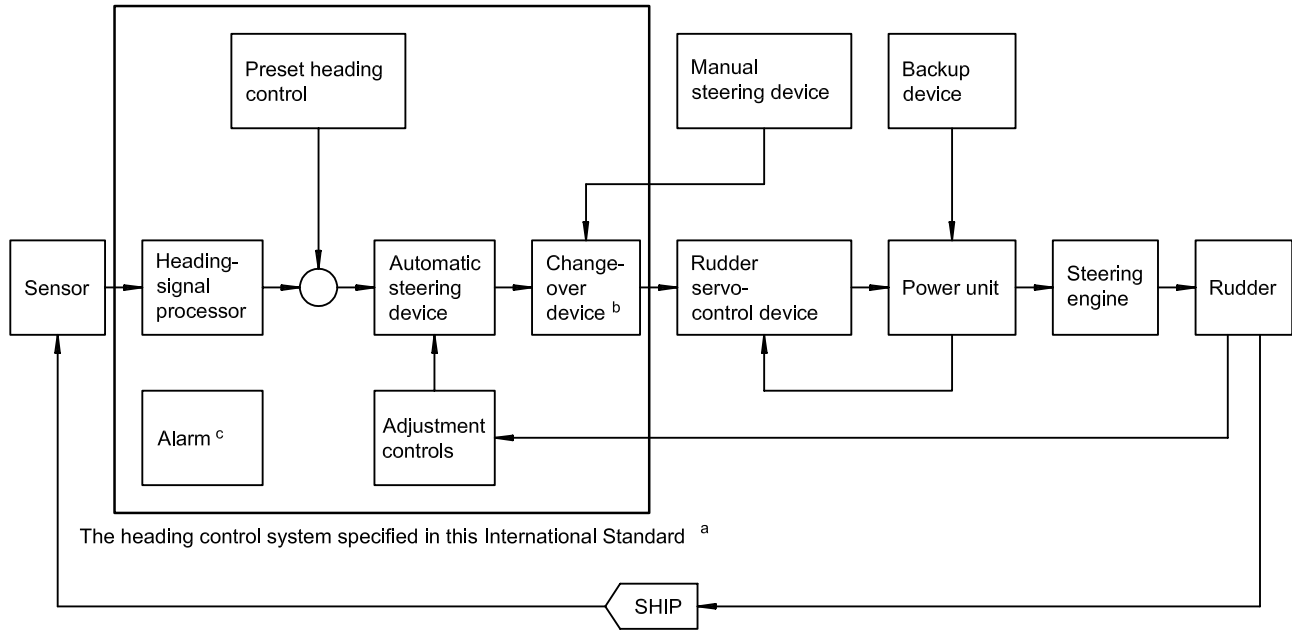 Preset heading
control
Manual
steering device
Backup
device
Sensor
Heading-
signal
processor
Automatic
steering
device
Change-
over
device b
Rudder
servo-
control device
Power unit
Steering
engine
Rudder
Alarm c
Adjustment
controls
The heading control system specified in this International Standard a
SHIP